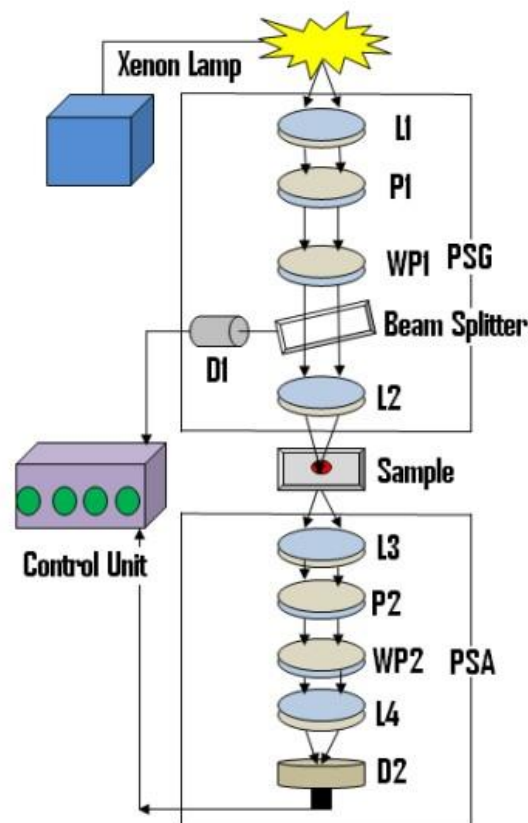 Xenon Lamp
L1
P1
WP1
PSG
Beam Splitter
D1
L2
Sample
Control Unit
L3
P2
WP2
PSA
L4
D2